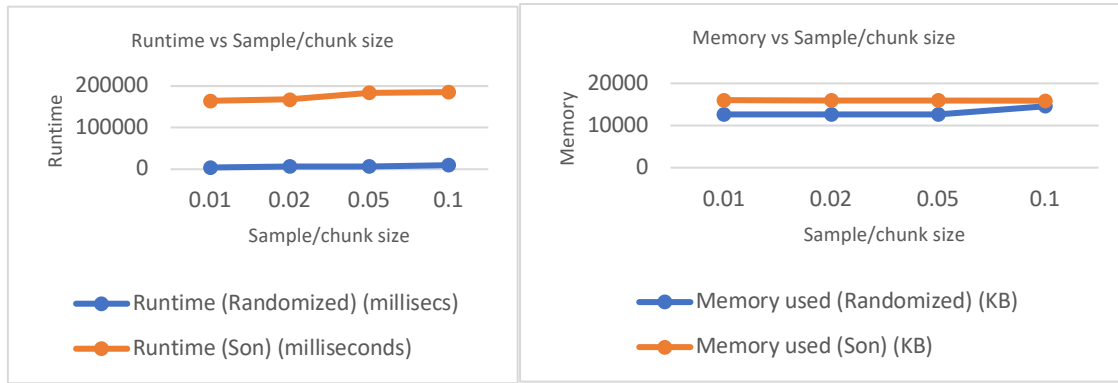 Runtime vs Sample/chunk size
200000
100000
0
Runtime
0.01 0.02 0.05 0.1
Sample/chunk size
Runtime (Randomized) (millisecs)
Runtime (Son) (milliseconds)
Memory vs Sample/chunk size
20000
10000
0
Memory
0.01 0.02 0.05 0.1
Sample/chunk size
Memory used (Randomized) (KB)
Memory used (Son) (KB)